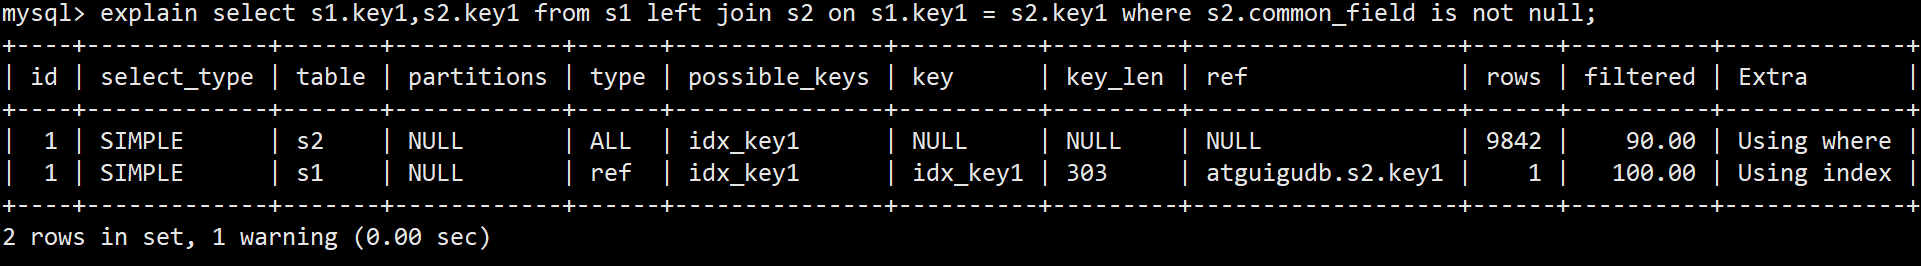 mysql> explain select s1.key1,s2.key1 from s1 left join s2 on s1.key1 = s2.key1 where s2.common_field is not null;
+----+-------------+-------+------------+------+---------------+----------+---------+-------------------+------+----------+-------------+
| id | select_type | table | partitions | type | possible_keys | key      | key_len | ref               | rows | filtered | Extra       |
+----+-------------+-------+------------+------+---------------+----------+---------+-------------------+------+----------+-------------+
|  1 | SIMPLE      | s2    | NULL       | ALL  | idx_key1      | NULL     | NULL    | NULL              | 9842 |    90.00 | Using where |
|  1 | SIMPLE      | s1    | NULL       | ref  | idx_key1      | idx_key1 | 303     | atguigudb.s2.key1 |    1 |   100.00 | Using index |
+----+-------------+-------+------------+------+---------------+----------+---------+-------------------+------+----------+-------------+
2 rows in set, 1 warning (0.00 sec)